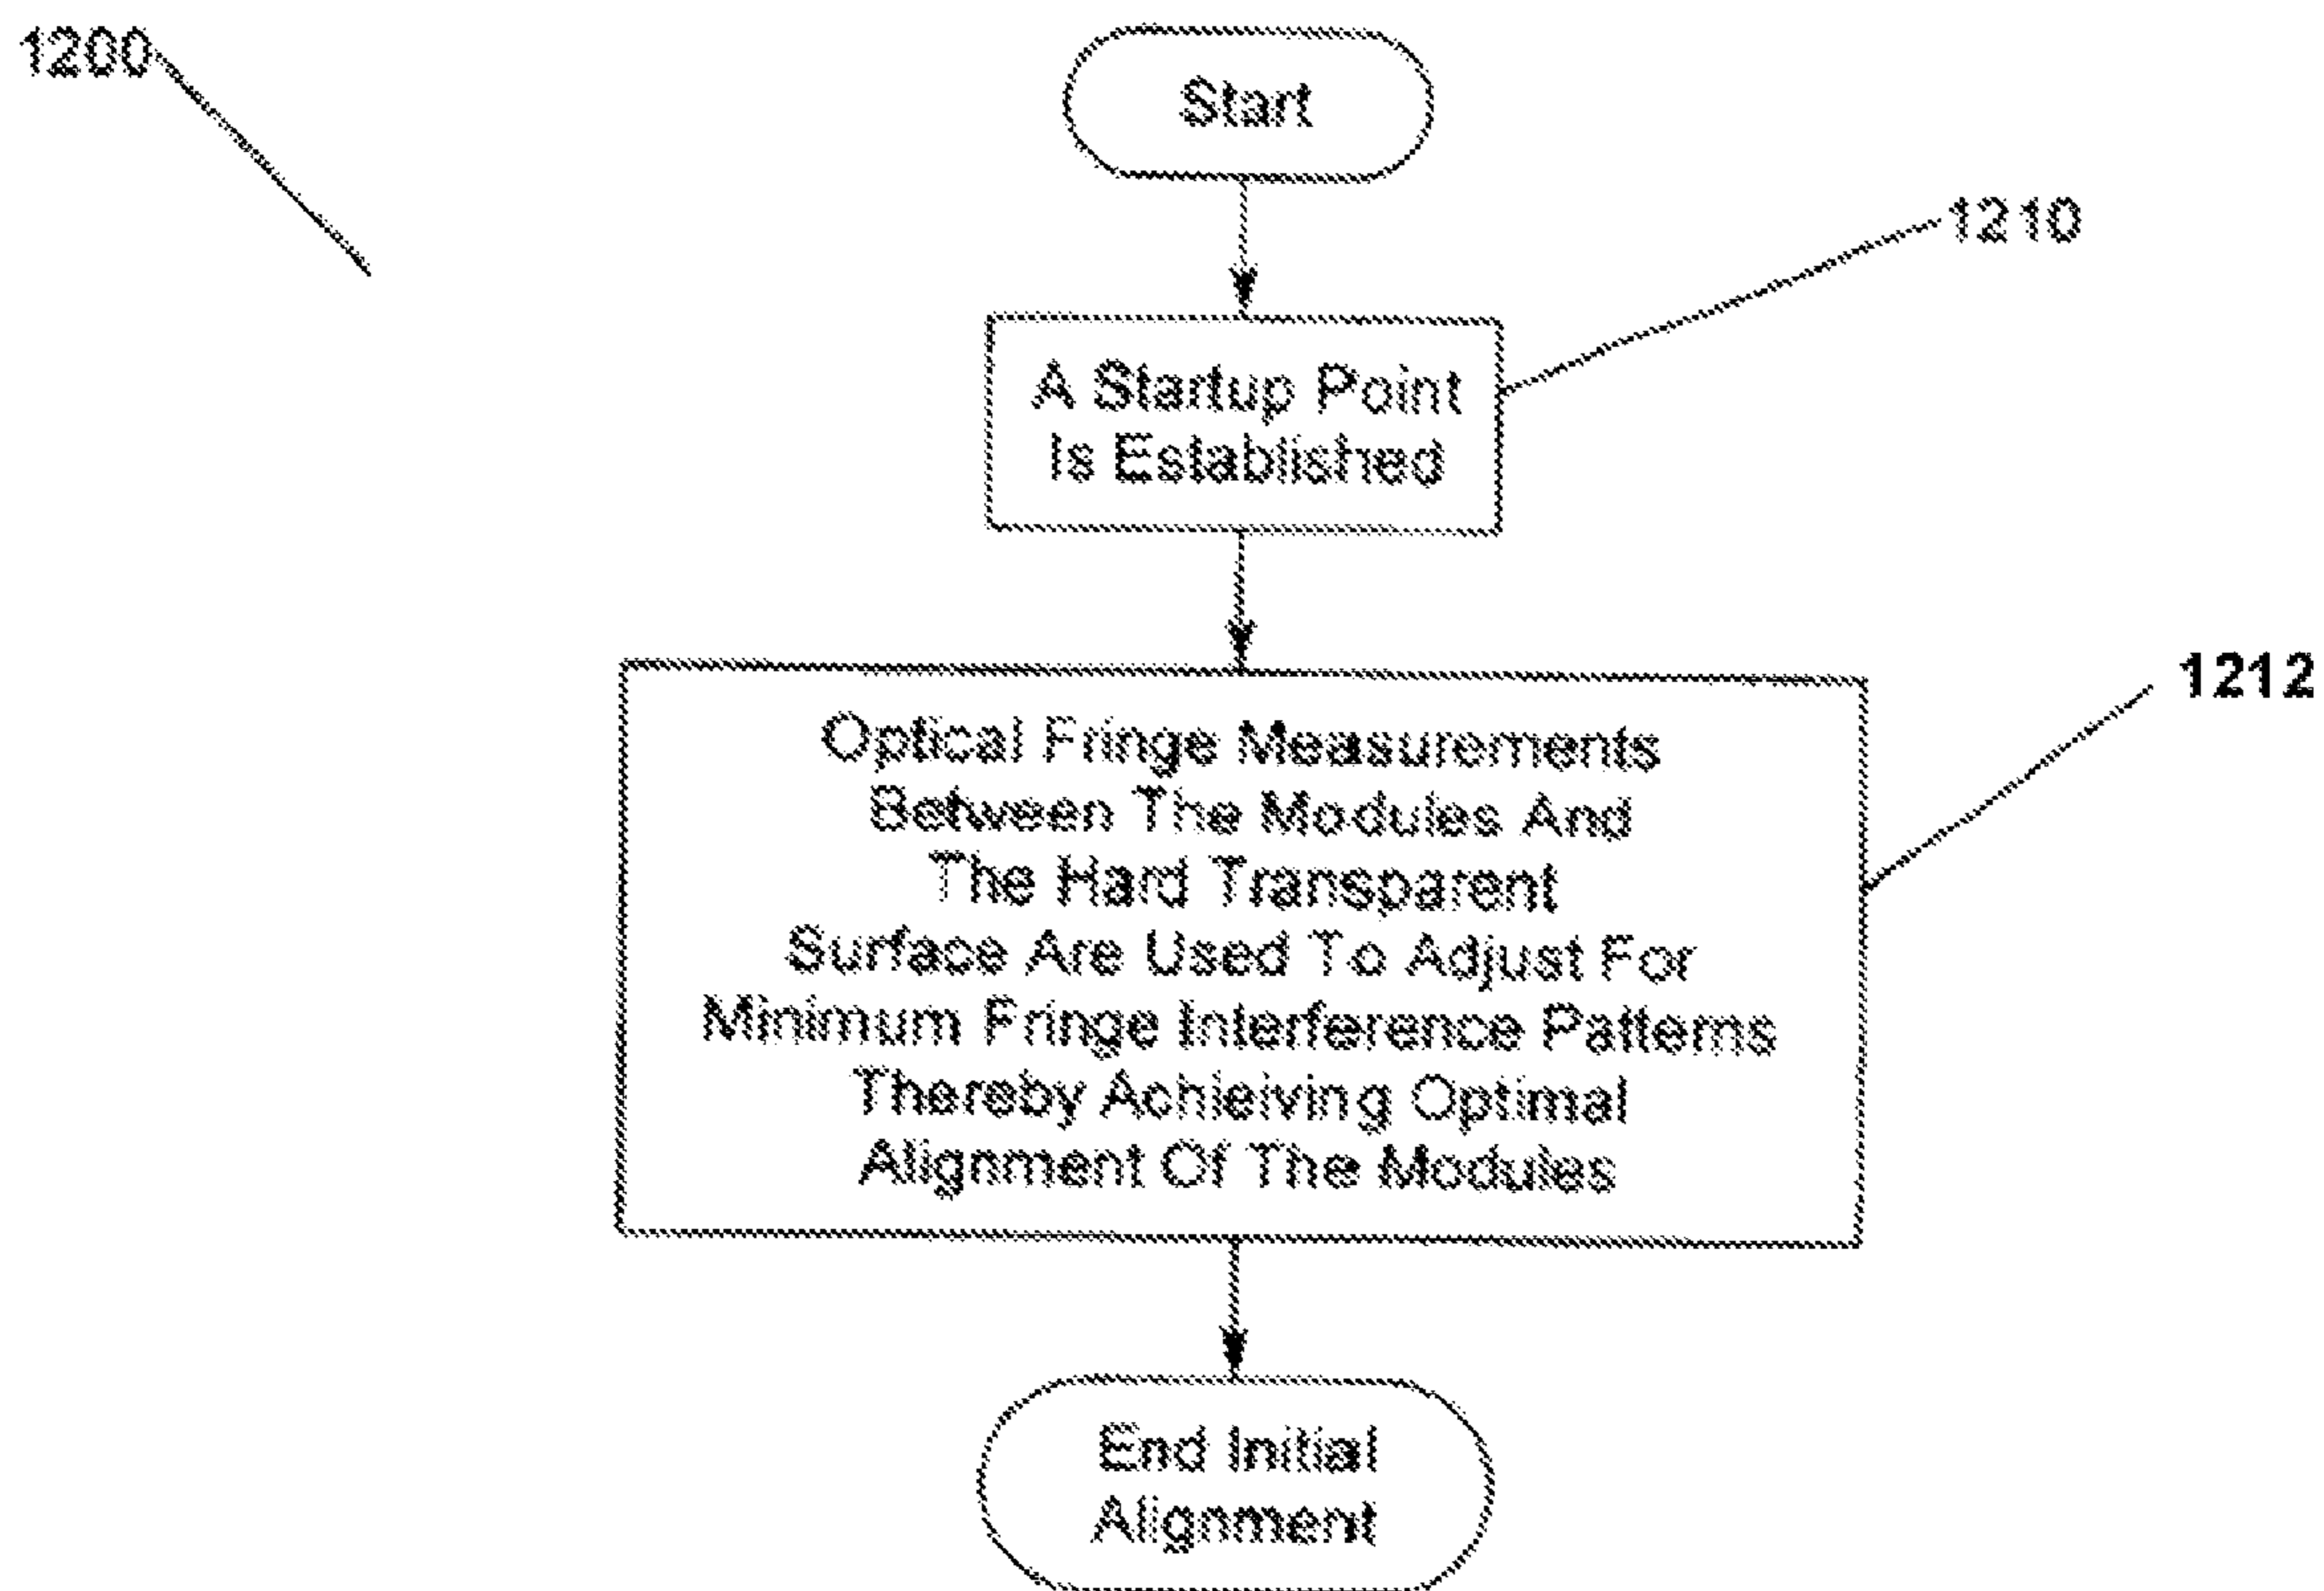 1200
Start
1210
A Startup Point
Is Established
1212
Optical Fringe Measurements
Between The Modules And
The Hard Transparent
Surface Are Used To Adjust For
Minimum Fringe Interference Patterns
Thereby Achieiving Optimal
Alignment Of The Modules
End Initial
Alignment